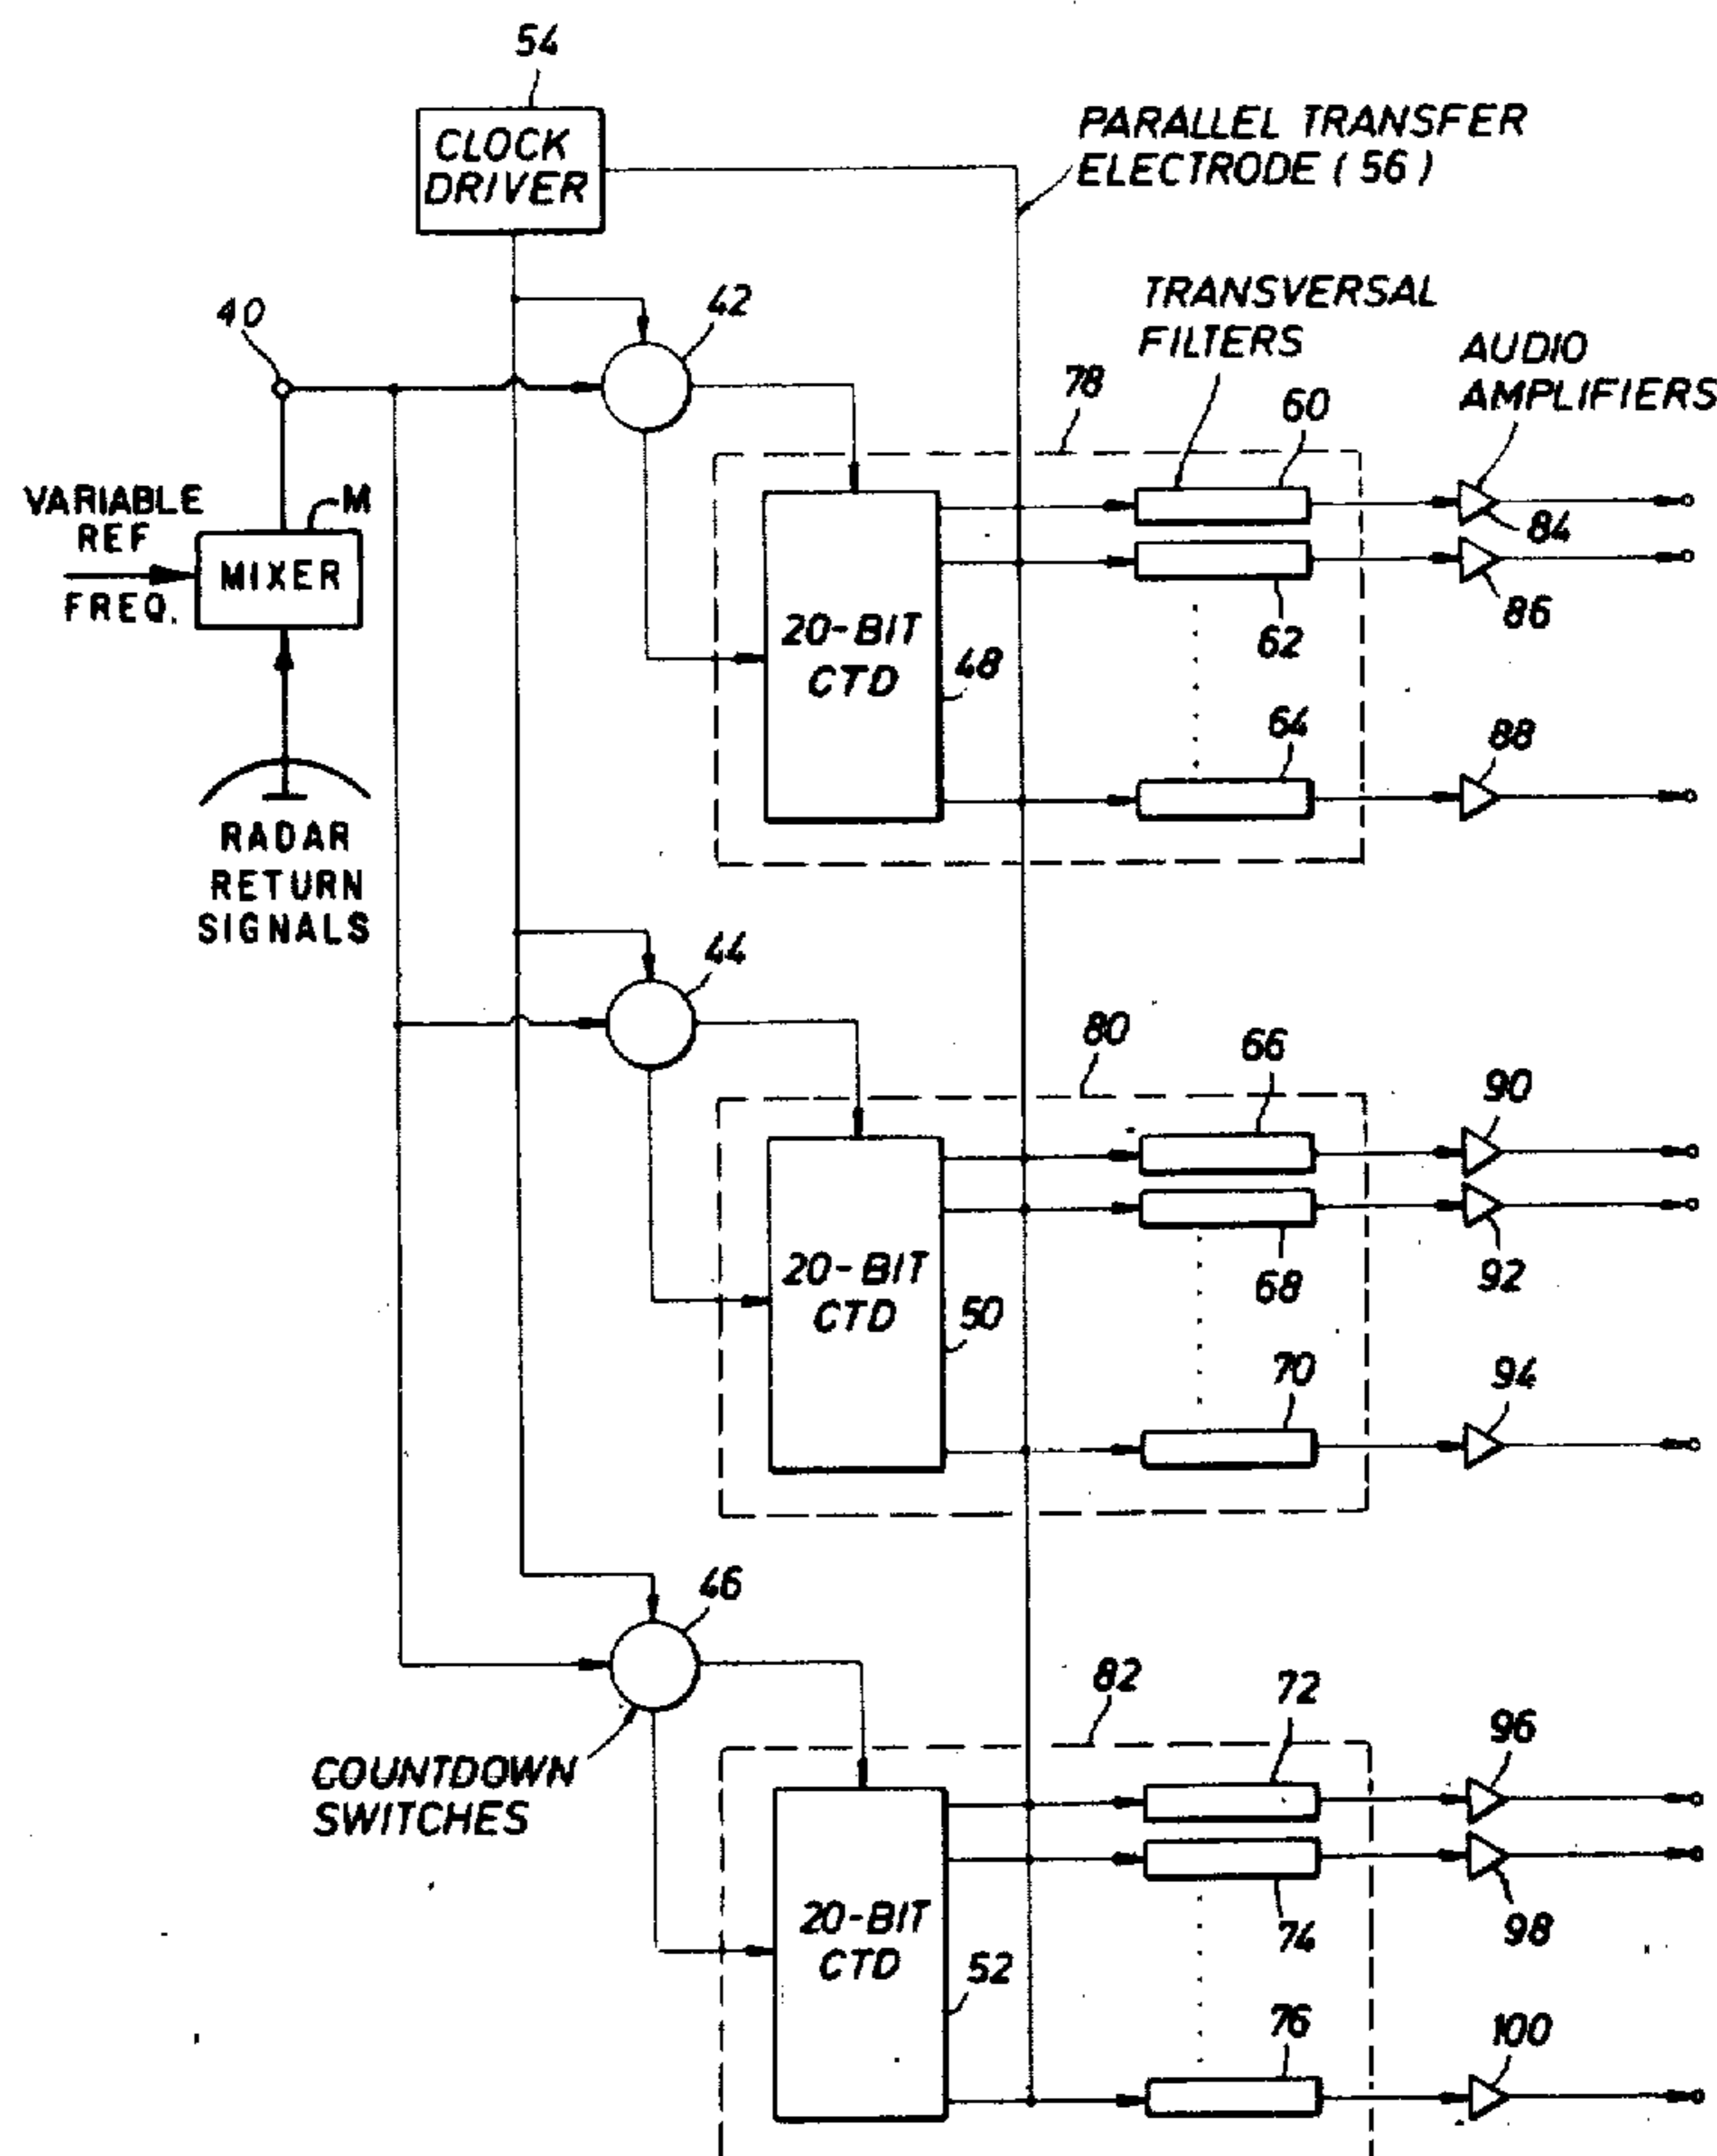 54
CLOCK
DRIVER
PARALLEL TRANSFER
ELECTRODE (56)
40
42
TRANSVERSAL
FILTERS
AUDIO
AMPLIFIERS
78
60
84
VARIABLE
REF
FREQ.
M
MIXER
86
62
20-BIT
CTD
48
64
88
RADAR
RETURN
SIGNALS
44
80
66
90
20-BIT
CTD
68
92
50
70
94
46
82
72
96
COUNTDOWN
SWITCHES
20-BIT
CTD
74
98
52
76
100